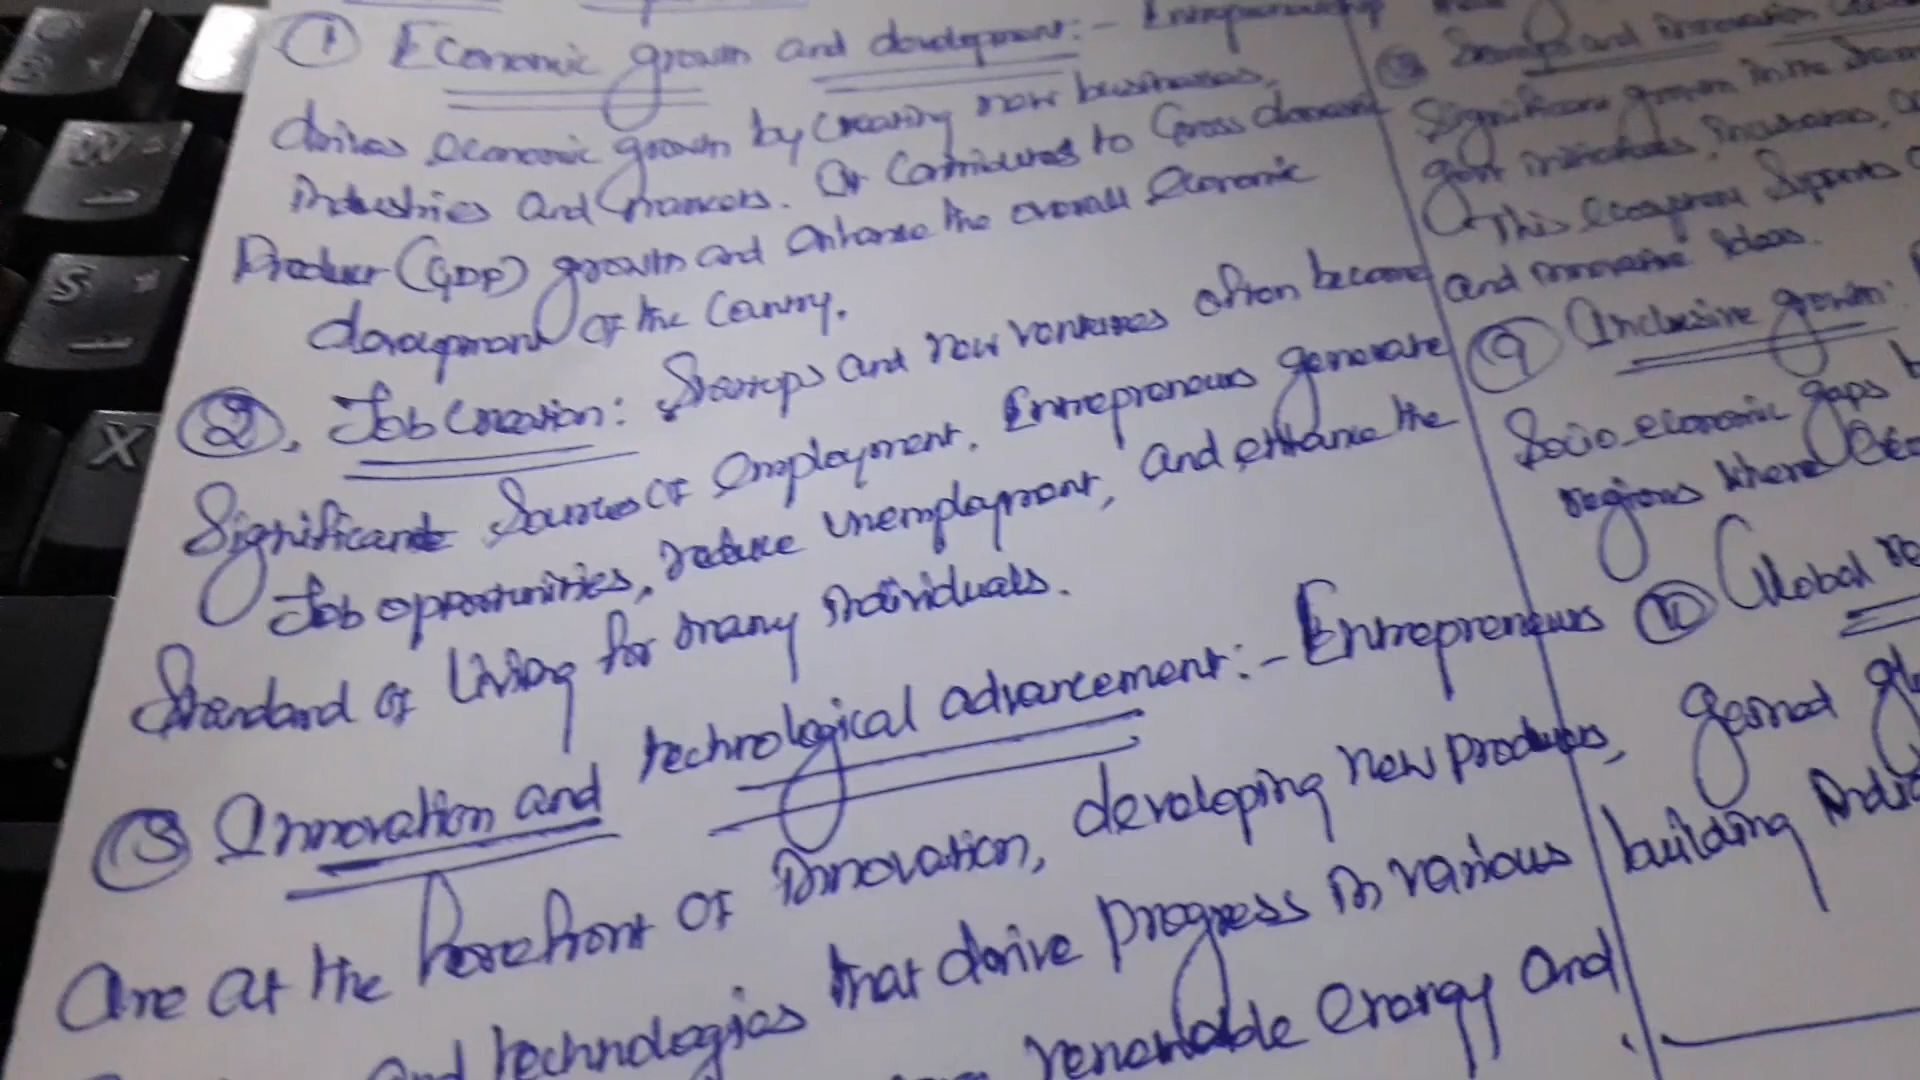 ① Economic growth and development:- Entrepreneurship
drives economic growth by creating new businesses,
industries and markets. It contributes to Gross domestic
Product (GDP) growth and enhance the overall economic
development of the country.
②. Job creation: Startups and new ventures often become
Significant Sources of employment. Entrepreneurs generate
Job opportunities, reduce unemployment, and enhance the
Standard of living for many individuals.
③ Innovation and technological advancement:- Entrepreneurs
are at the forefront of innovation, developing new products,
and technologies that drive progress in various
renewable energy and
⑧ Startups and innovation
Significant growth in the
govt initiatives, incubators,
This ecosystem supports
and innovative ideas.
⑨ Inclusive growth:
Socio-economic gaps
regions where
⑩ Global
gained
building India
W
S
X